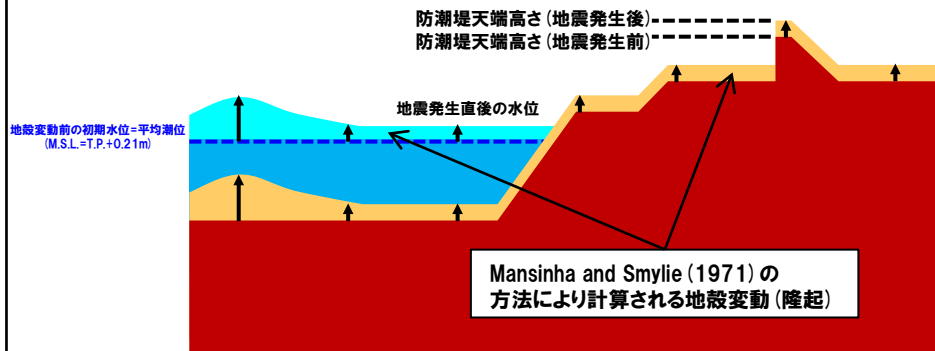 防潮堤天端高さ(地震発生後)
防潮堤天端高さ(地震発生前)
地震発生直後の水位
地殻変動前の初期水位=平均潮位
(M.S.L.=T.P.+0.21m)
Mansinha and Smylie(1971)の
方法により計算される地殻変動(隆起)